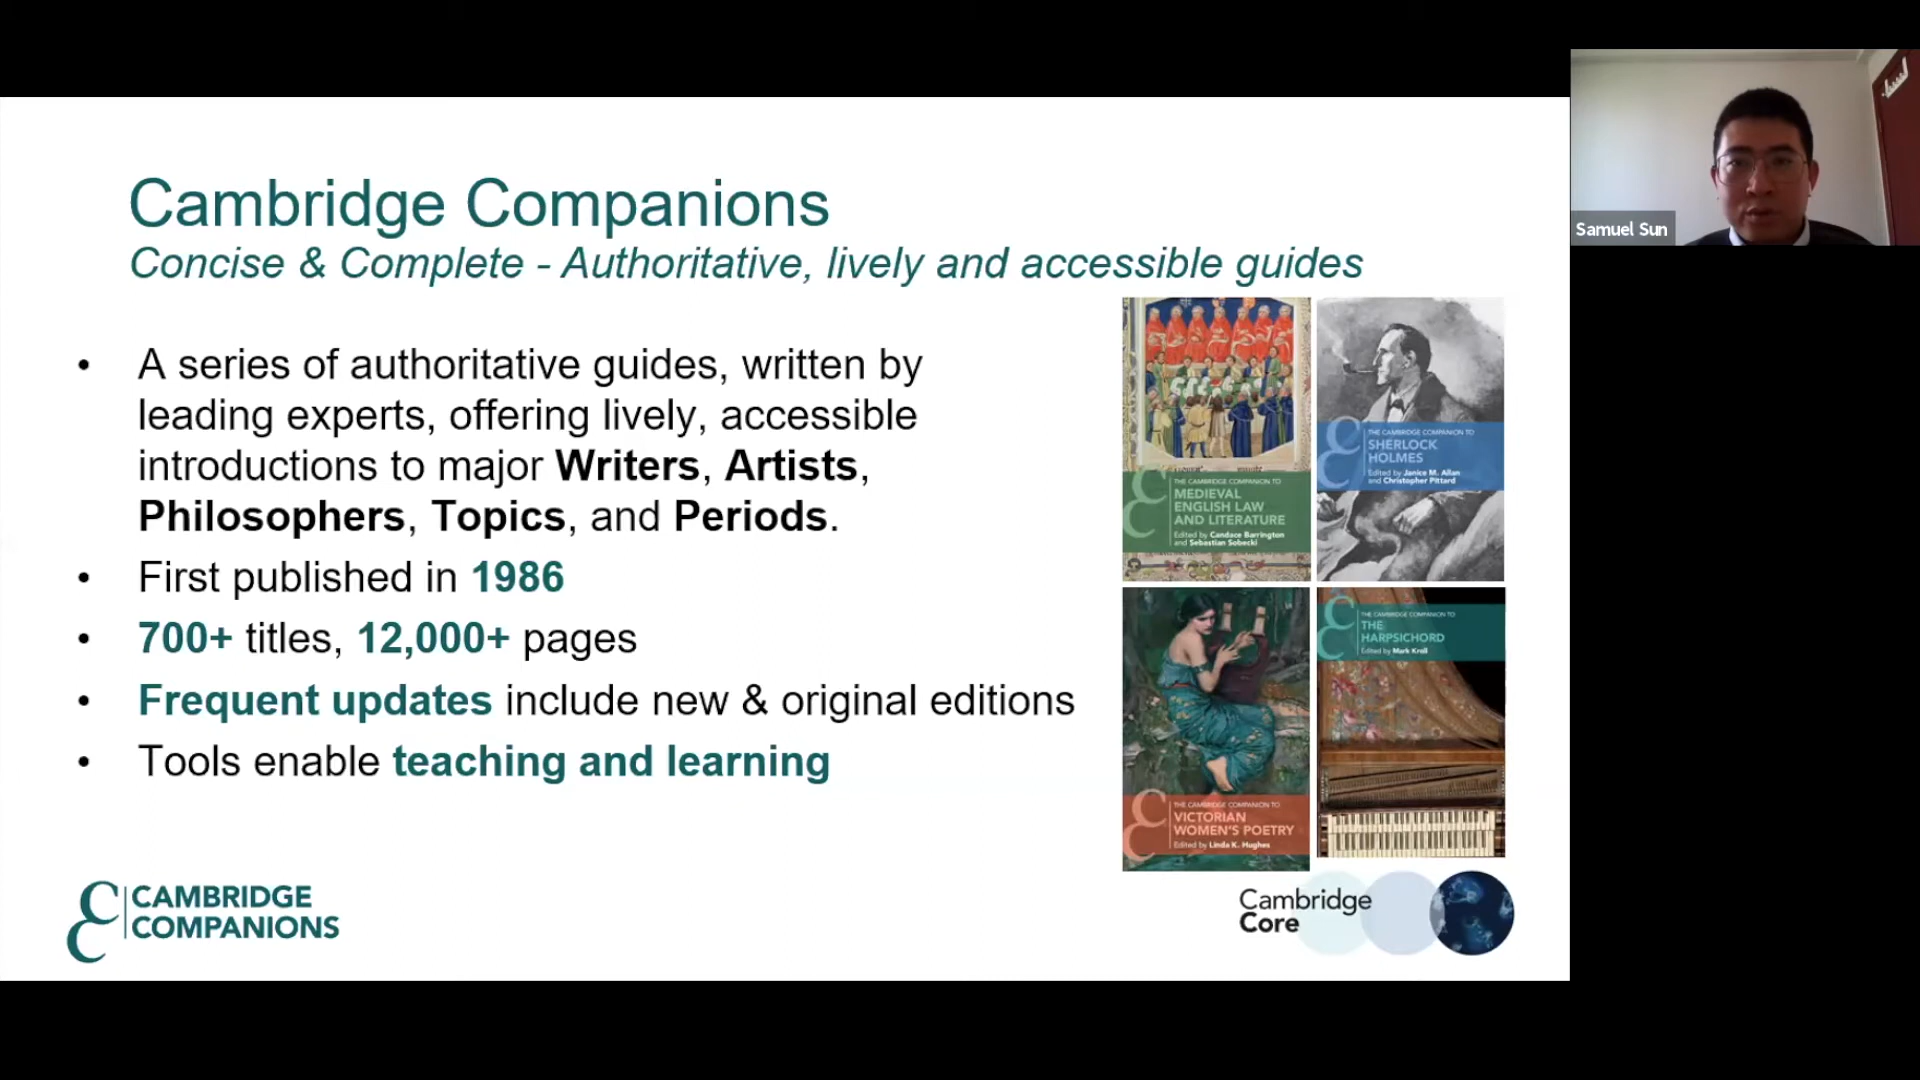 Cambridge Companions
Concise & Complete - Authoritative, lively and accessible guides
• A series of authoritative guides, written by
leading experts, offering lively, accessible
introductions to major Writers, Artists,
Philosophers, Topics, and Periods.
• First published in 1986
• 700+ titles, 12,000+ pages
• Frequent updates include new & original editions
• Tools enable teaching and learning
THE CAMBRIDGE COMPANION TO
MEDIEVAL
ENGLISH LAW
AND LITERATURE
Edited by Candace Barrington
and Sebastian Sobecki
THE CAMBRIDGE COMPANION TO
SHERLOCK
HOLMES
Edited by Janice M. Allan
and Christopher Pittard
THE CAMBRIDGE COMPANION TO
VICTORIAN
WOMEN'S POETRY
Edited by Linda K. Hughes
THE CAMBRIDGE COMPANION TO
THE
HARPSICHORD
Edited by Mark Kroll
CAMBRIDGE
COMPANIONS
Cambridge
Core
Samuel Sun